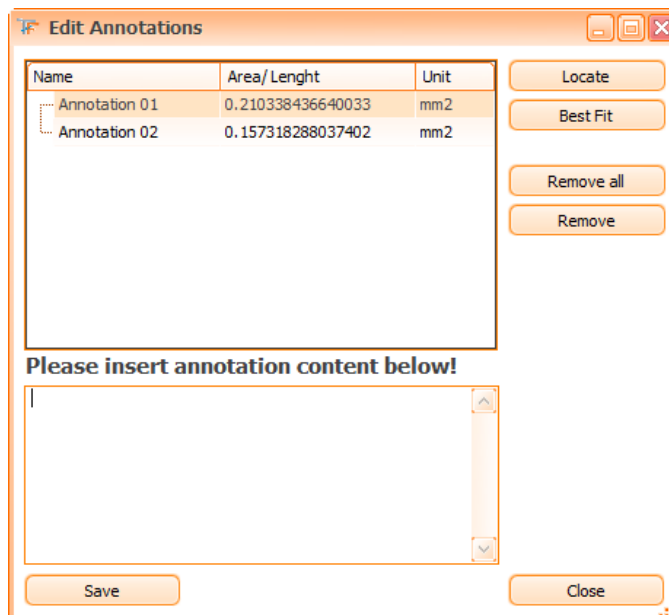 Edit Annotations
Name Area/Lenght Unit
Annotation 01 0.210338436640033 mm2
Annotation 02 0.157318288037402 mm2
Locate
Best Fit
Remove all
Remove
Please insert annotation content below!
Save
Close